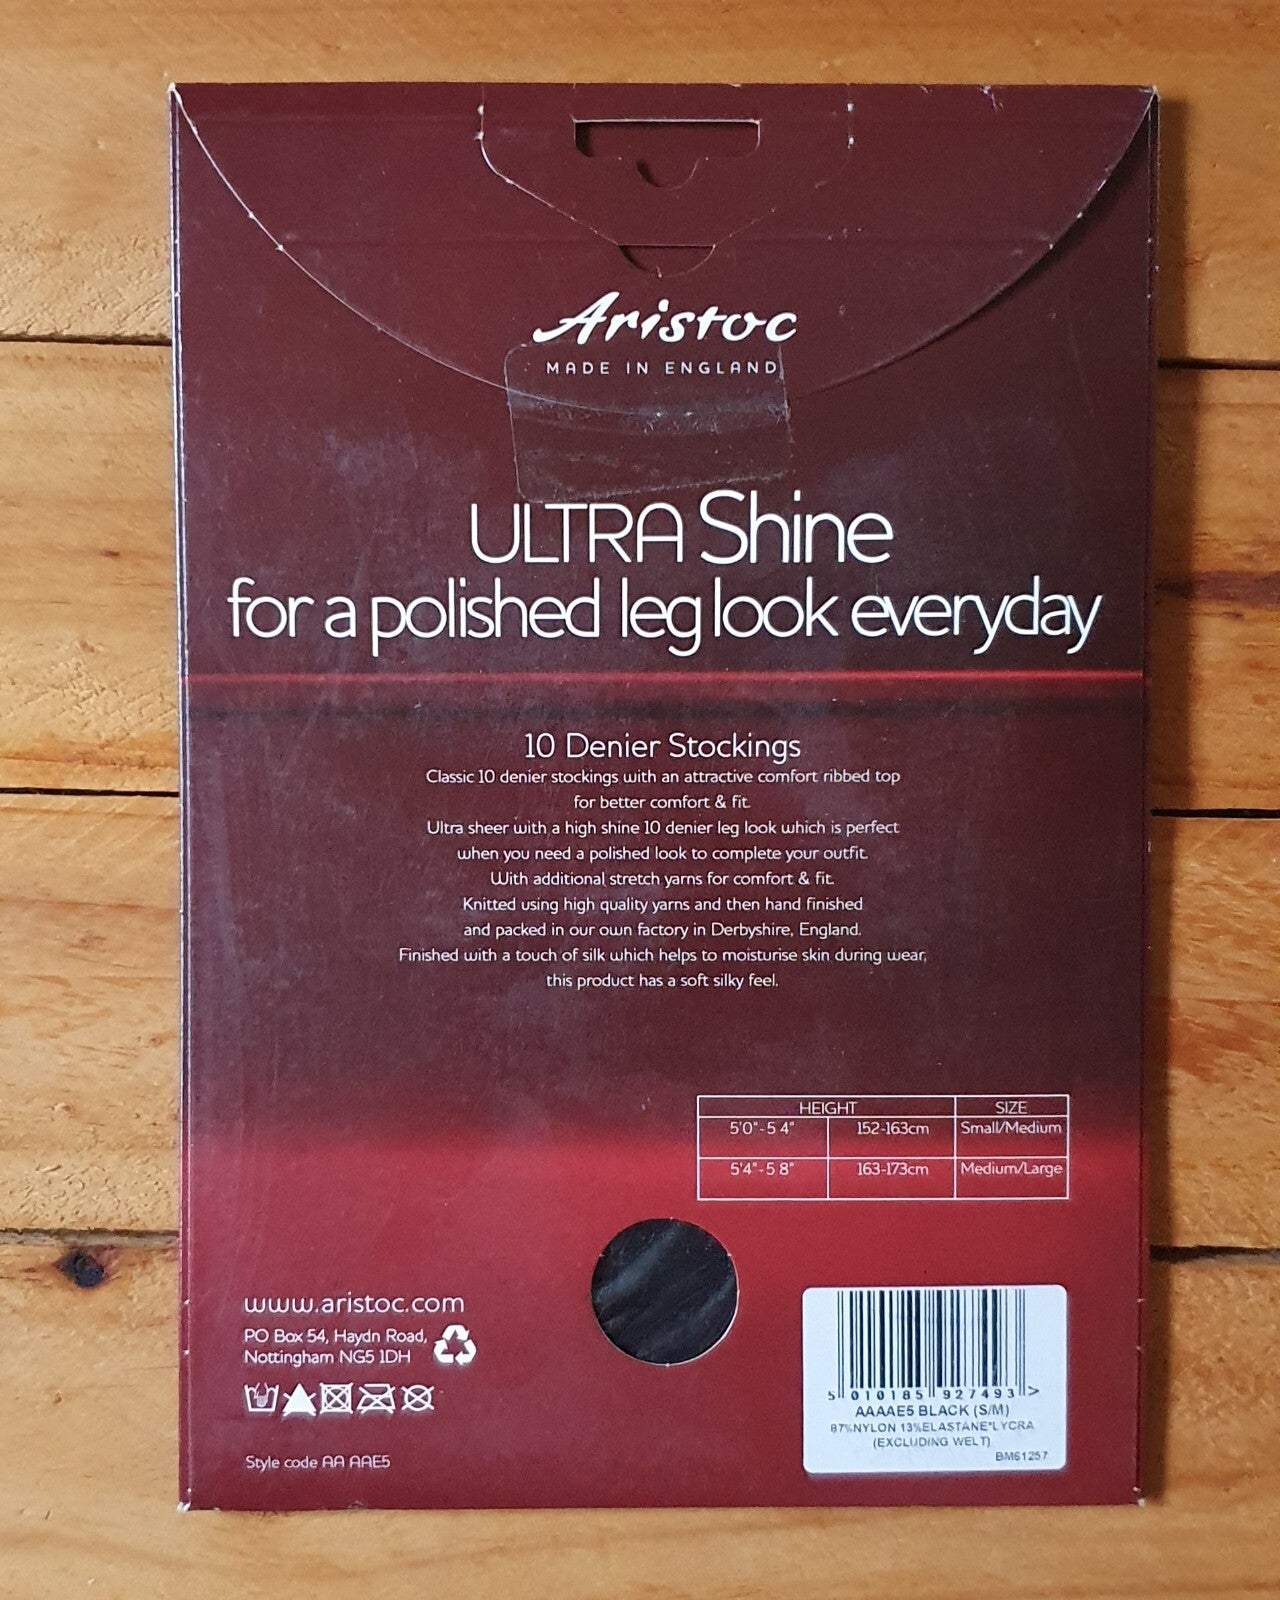 Aristoc
MADE IN ENGLAND
ULTRA Shine
for a polished leg look everyday
10 Denier Stockings
Classic 10 denier stockings with an attractive comfort ribbed top
for better comfort & fit.
Ultra sheer with a high shine 10 denier leg look which is perfect
when you need a polished look to complete your outfit.
With additional stretch yarns for comfort & fit.
Knitted using high quality yarns and then hand finished
and packed in our own factory in Derbyshire, England.
Finished with a touch of silk which helps to moisturise skin during wear,
this product has a soft silky feel.
HEIGHT SIZE
5'0"-5 4" 152-163cm Small/Medium
5'4"-5 8" 163-173cm Medium/Large
www.aristoc.com
PO Box 54, Haydn Road,
Nottingham NG5 1DH
Style code AA AAE5
5 010185 927493 >
AAAAE5 BLACK (S/M)
87%NYLON 13%ELASTANE*LYCRA
(EXCLUDING WELT)
BM61257